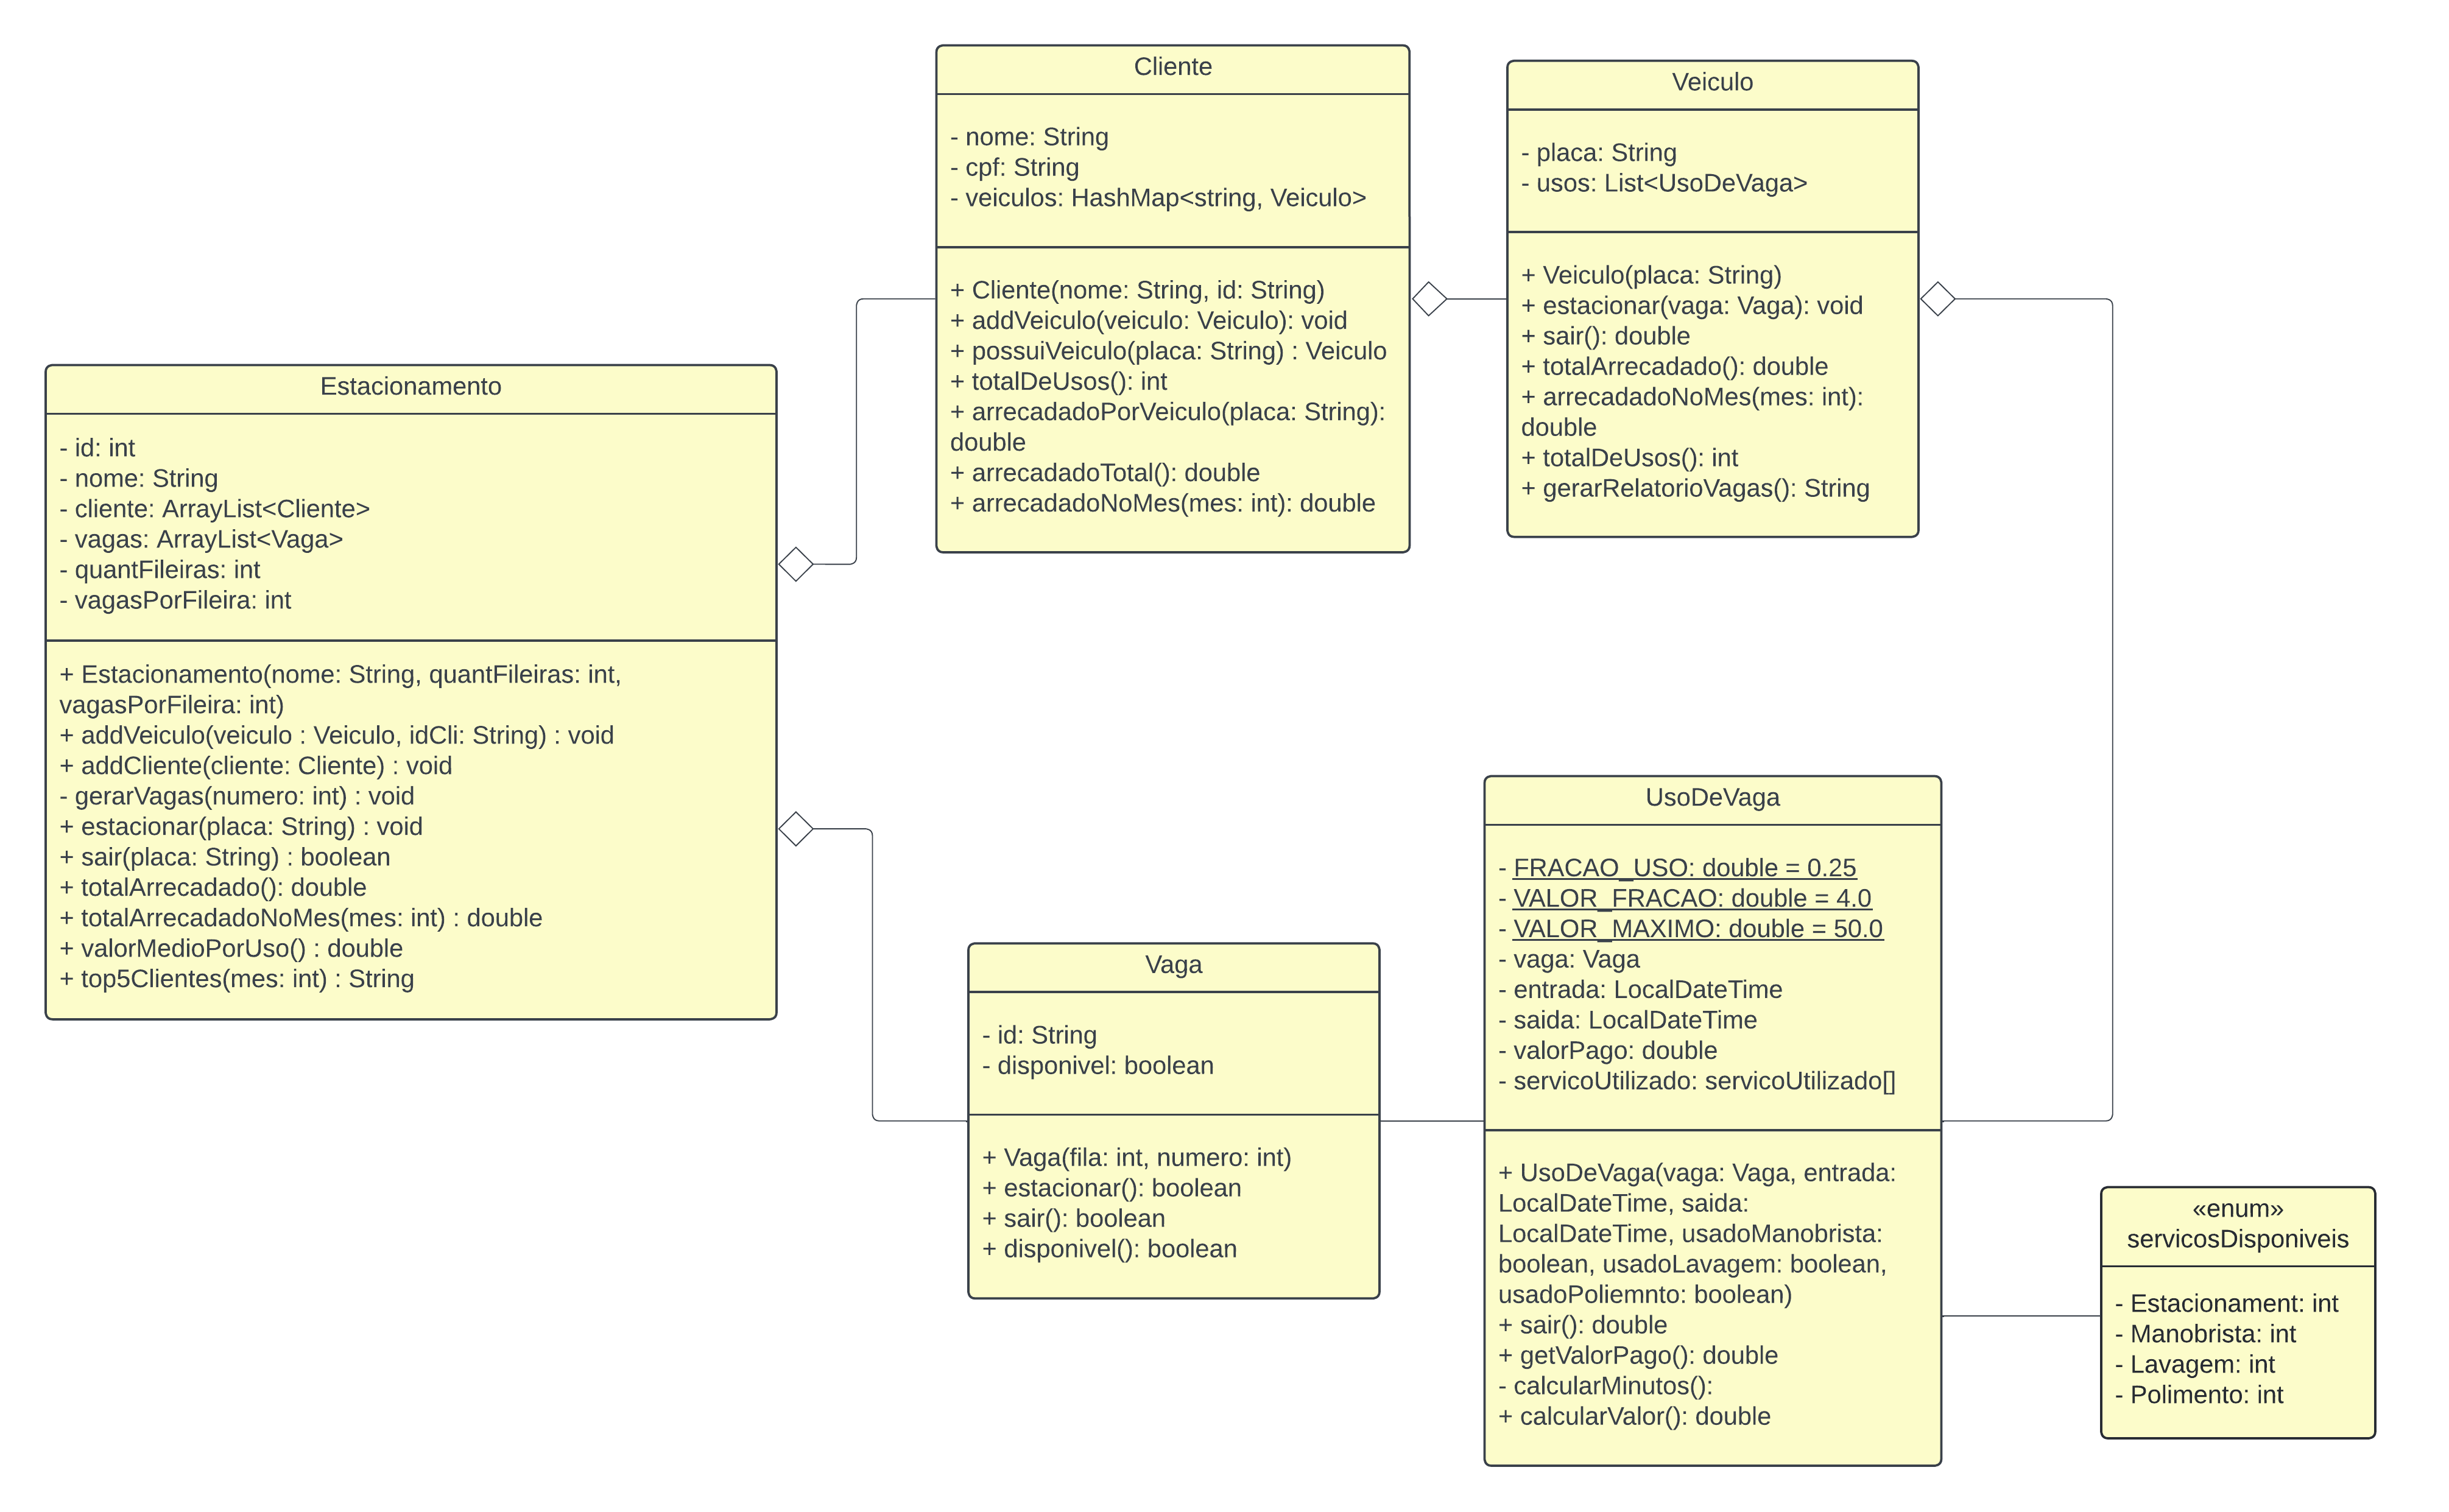 Cliente
- nome: String
- cpf: String
- veiculos: HashMap<string, Veiculo>
+ Cliente(nome: String, id: String)
+ addVeiculo(veiculo: Veiculo): void
+ possuiVeiculo(placa: String) : Veiculo
+ totalDeUsos(): int
+ arrecadadoPorVeiculo(placa: String):
double
+ arrecadadoTotal(): double
+ arrecadadoNoMes(mes: int): double
Veiculo
- placa: String
- usos: List<UsoDeVaga>
+ Veiculo(placa: String)
+ estacionar(vaga: Vaga): void
+ sair(): double
+ totalArrecadado(): double
+ arrecadadoNoMes(mes: int):
double
+ totalDeUsos(): int
+ gerarRelatorioVagas(): String
Estacionamento
- id: int
- nome: String
- cliente: ArrayList<Cliente>
- vagas: ArrayList<Vaga>
- quantFileiras: int
- vagasPorFileira: int
+ Estacionamento(nome: String, quantFileiras: int,
vagasPorFileira: int)
+ addVeiculo(veiculo : Veiculo, idCli: String) : void
+ addCliente(cliente: Cliente) : void
- gerarVagas(numero: int) : void
+ estacionar(placa: String) : void
+ sair(placa: String) : boolean
+ totalArrecadado(): double
+ totalArrecadadoNoMes(mes: int) : double
+ valorMedioPorUso() : double
+ top5Clientes(mes: int) : String
Vaga
- id: String
- disponivel: boolean
+ Vaga(fila: int, numero: int)
+ estacionar(): boolean
+ sair(): boolean
+ disponivel(): boolean
UsoDeVaga
- FRACAO_USO: double = 0.25
- VALOR_FRACAO: double = 4.0
- VALOR_MAXIMO: double = 50.0
- vaga: Vaga
- entrada: LocalDateTime
- saida: LocalDateTime
- valorPago: double
- servicoUtilizado: servicoUtilizado[]
+ UsoDeVaga(vaga: Vaga, entrada:
LocalDateTime, saida:
LocalDateTime, usadoManobrista:
boolean, usadoLavagem: boolean,
usadoPoliemnto: boolean)
+ sair(): double
+ getValorPago(): double
- calcularMinutos():
+ calcularValor(): double
«enum»
servicosDisponiveis
- Estacionament: int
- Manobrista: int
- Lavagem: int
- Polimento: int